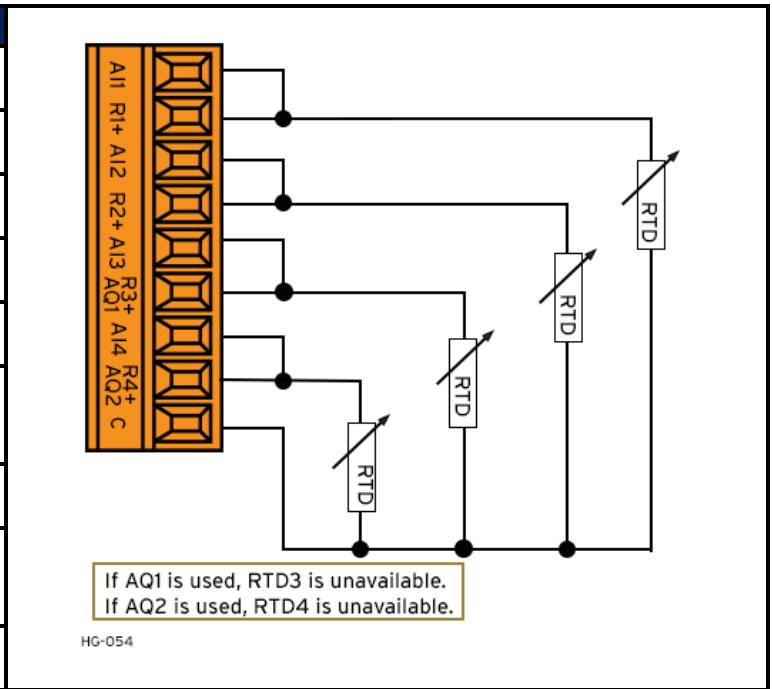 AI1
R1+
AI2
R2+
AI3
R3+
AQ1
AI4
R4+
AQ2
C
RTD
RTD
RTD
RTD
If AQ1 is used, RTD3 is unavailable.
If AQ2 is used, RTD4 is unavailable.
HG-054